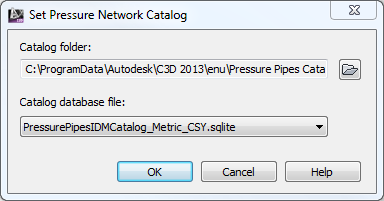 Set Pressure Network Catalog
Catalog folder:
C:\ProgramData\Autodesk\C3D 2013\enu\Pressure Pipes Cata
Catalog database file:
PressurePipesIDMCatalog_Metric_CSY.sqlite
OK Cancel Help